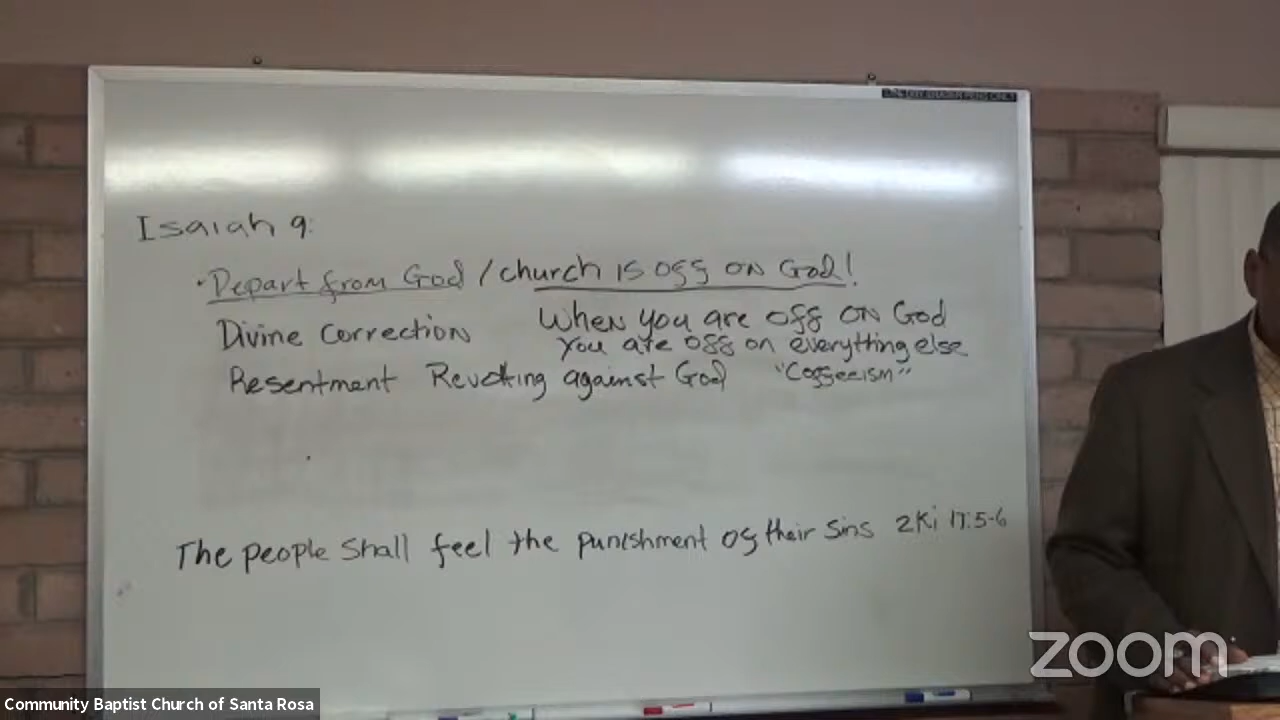 Isaiah 9:
·Depart from God / church is off on God!
Divine correction When you are off on God
you are off on everything else
Resentment Revolting against God "Coffeeism"
The people shall feel the punishment of their sins 2Ki 17:5-6
zoom
Community Baptist Church of Santa Rosa